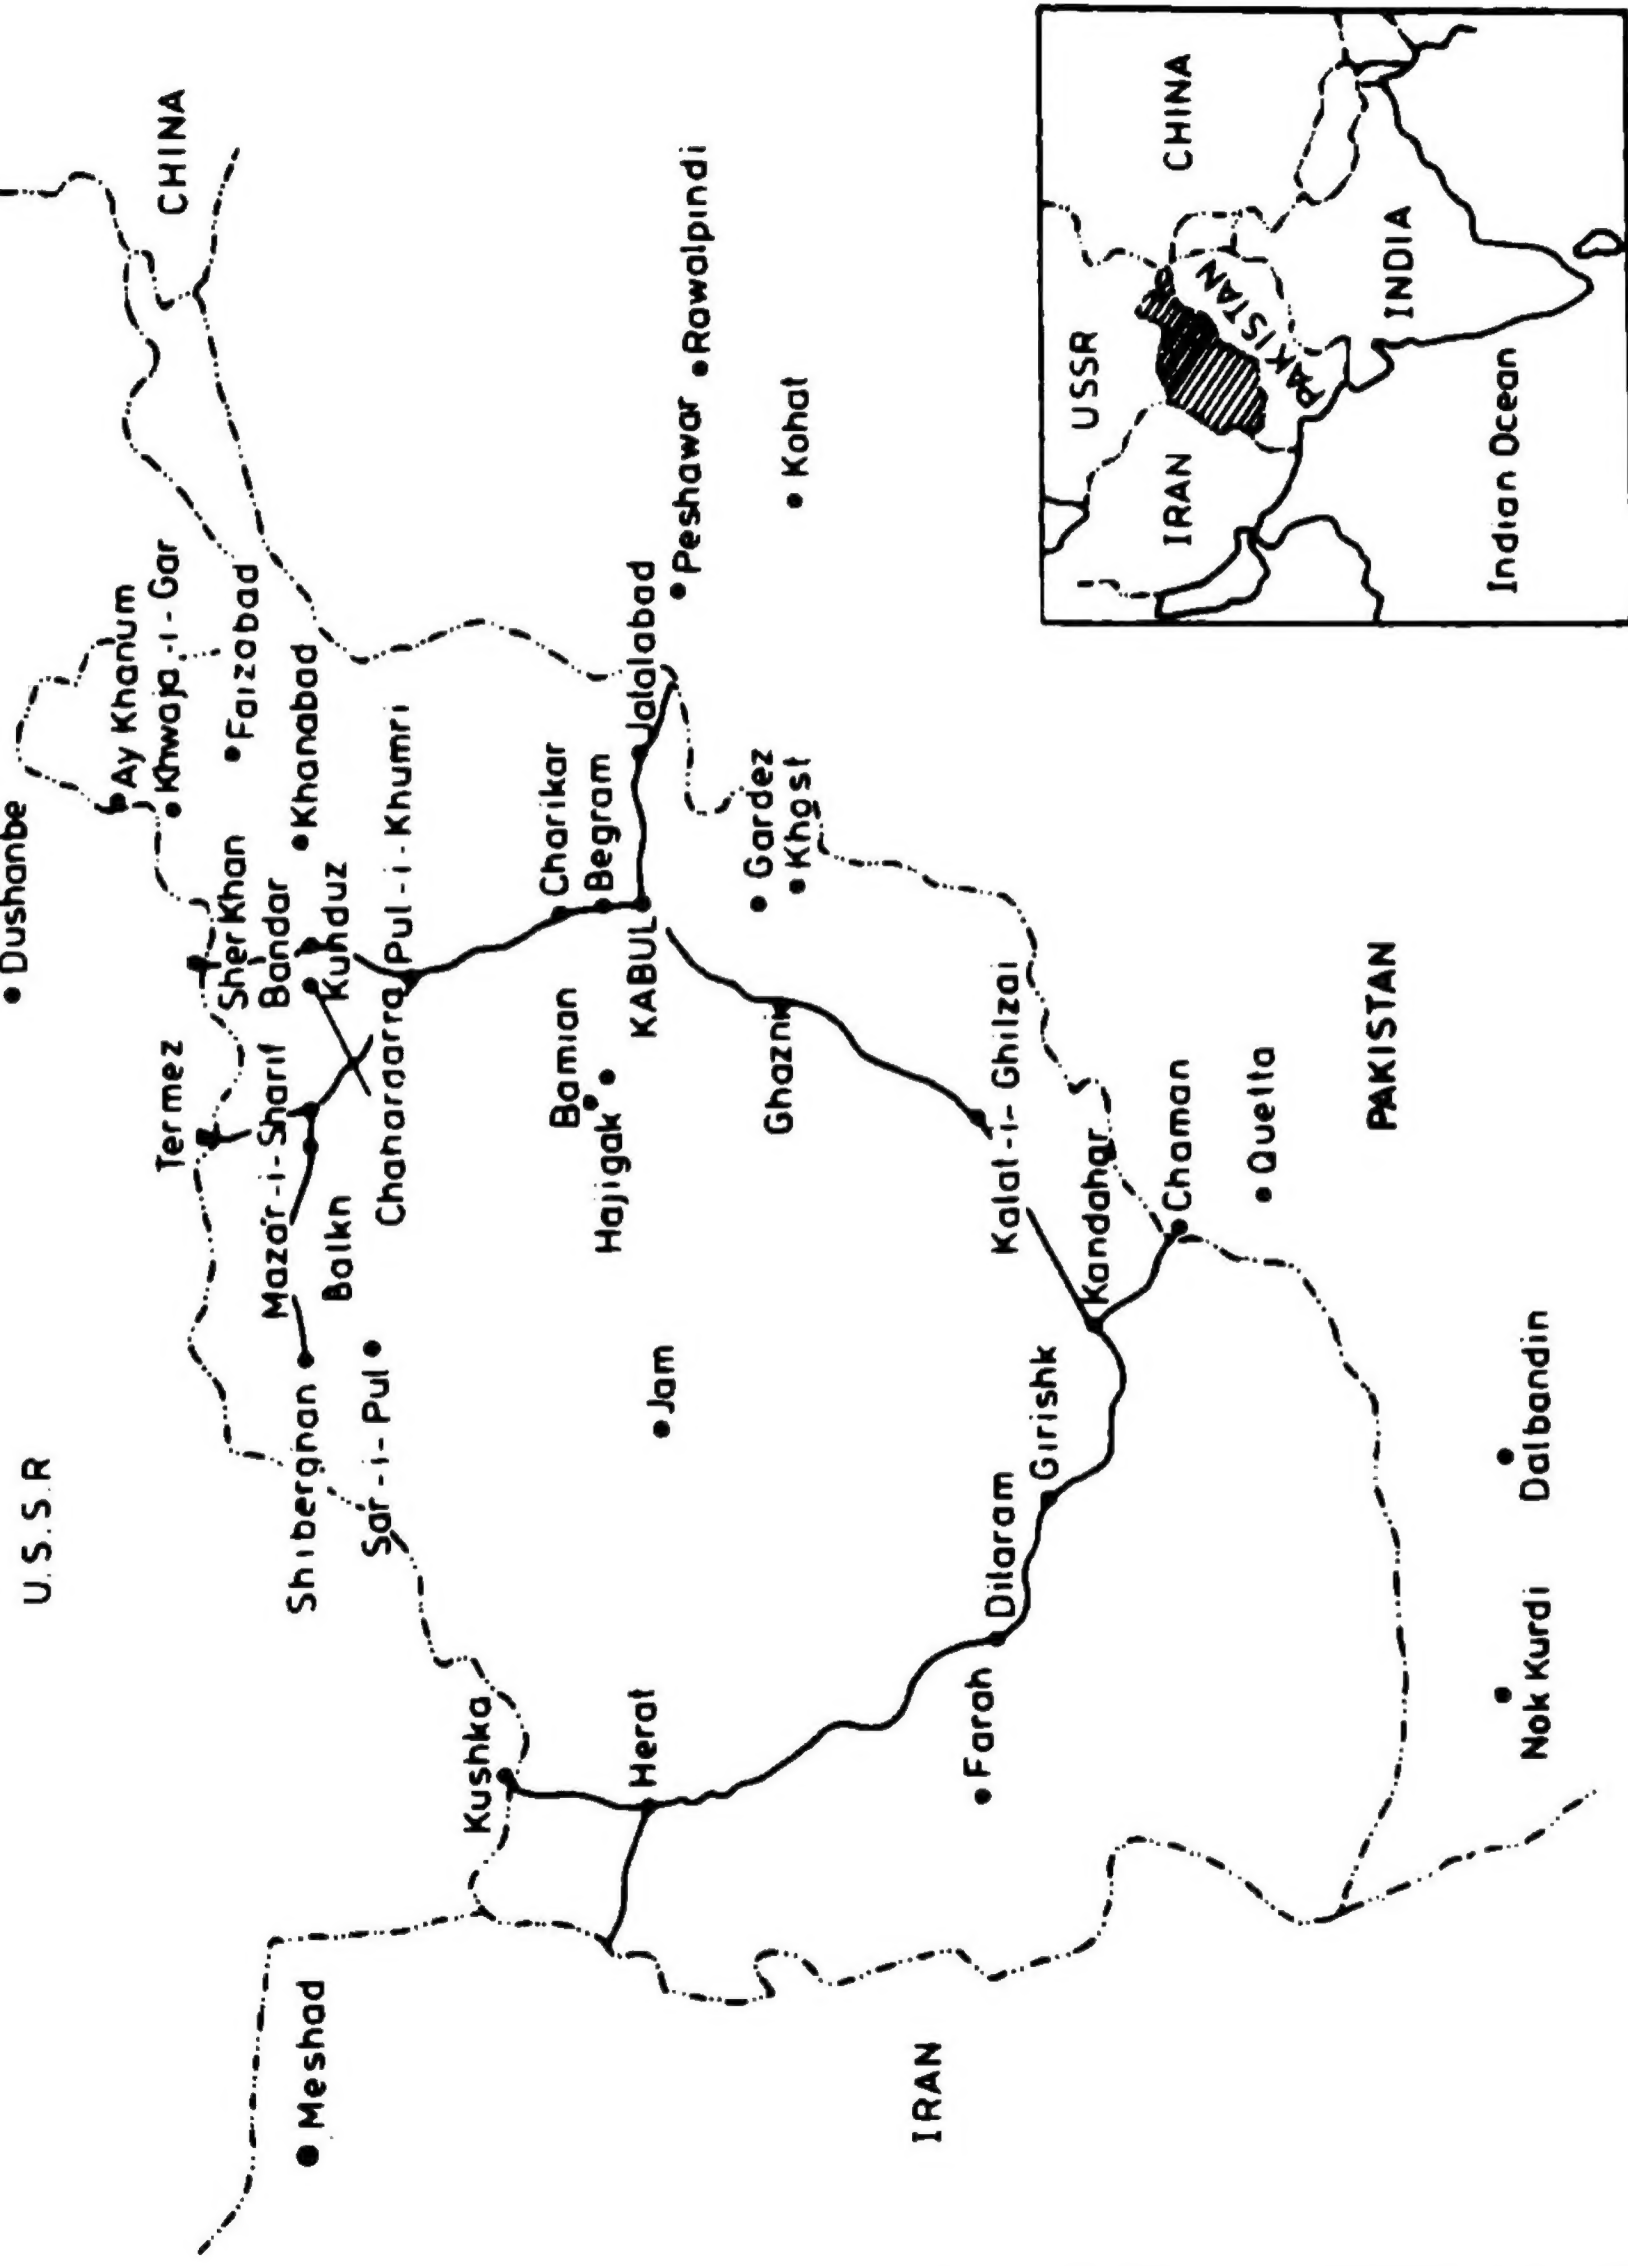 U.S.S.R
Dushanbe
CHINA
Termez
Ay Khanum
Khwaja-i-Gar
Sher Khan
Bandar
Faizabad
Meshad
Shiberghan
Mazar-i-Sharif
Balkh
Kunduz
Khanabad
Sar-i-Pul
Chahardarra
Pul-i-Khumri
Kushka
Bamian
Charikar
Hajigak
Begram
Herat
Jam
KABUL
Jalalabad
Peshawar
Rawalpindi
Ghazni
Gardez
Khost
Kohat
IRAN
Farah
Dilaram
Girishk
Kalat-i-Ghilzai
Kandahar
Chaman
Quetta
PAKISTAN
Nok Kurdi
Dalbandin
USSR
IRAN
CHINA
PAKISTAN
INDIA
Indian Ocean